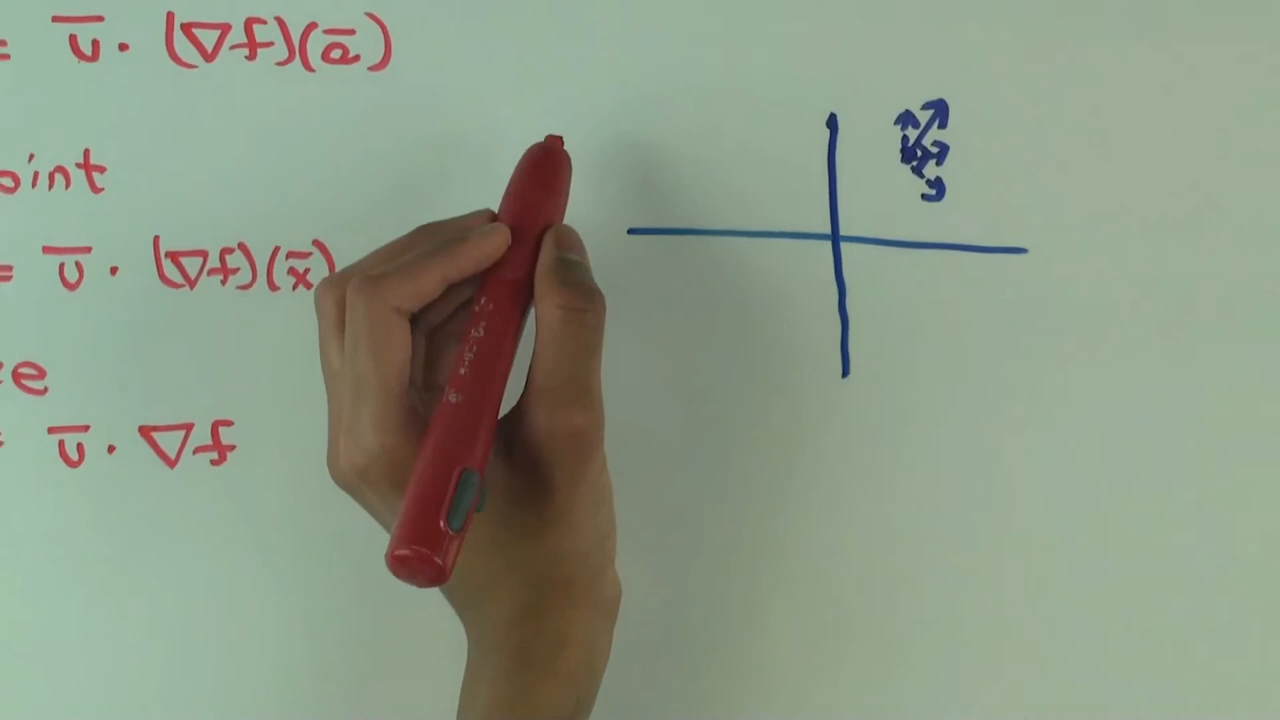 = ū · (∇f)(ā)
oint
= ū · (∇f)(x̄)
e
= ū · ∇f